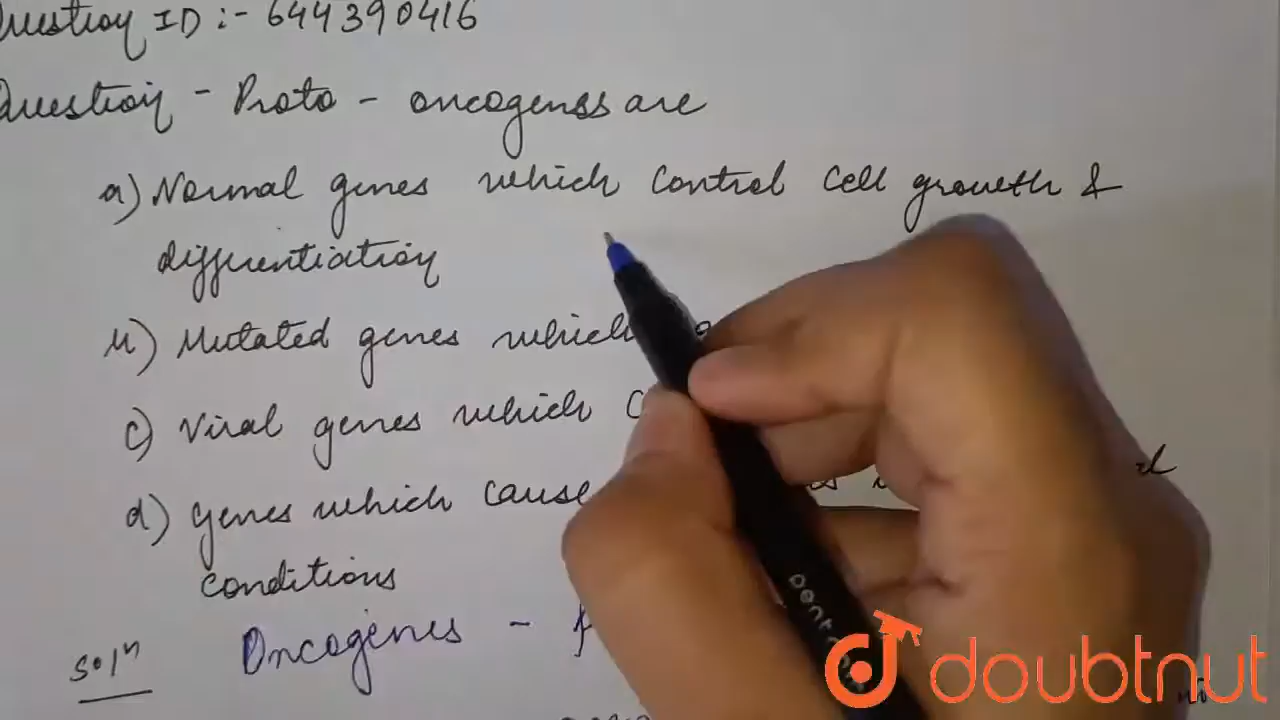 Question ID :- 644390416
Question - Proto - oncogenes are
a) Normal genes which control cell growth &
differentiation
b) Mutated genes which
c) Viral genes which
d) genes which cause
conditions
Soln Oncogenes -
doubtnut